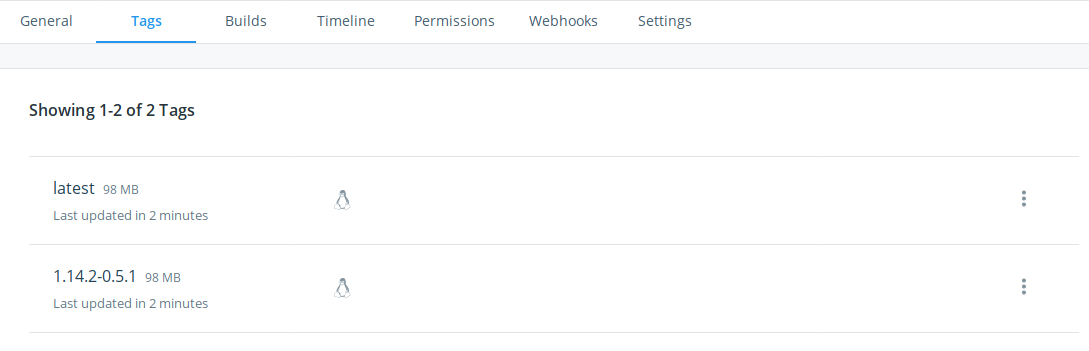 General Tags Builds Timeline Permissions Webhooks Settings
Showing 1-2 of 2 Tags
latest 98 MB
Last updated in 2 minutes
1.14.2-0.5.1 98 MB
Last updated in 2 minutes